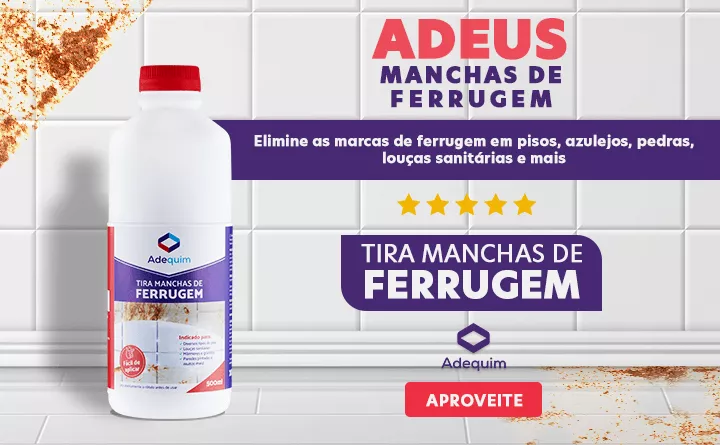 ADEUS
MANCHAS DE
FERRUGEM
Elimine as marcas de ferrugem em pisos, azulejos, pedras,
louças sanitárias e mais
TIRA MANCHAS DE
FERRUGEM
Adequim
APROVEITE
Adequim
TIRA MANCHAS DE
FERRUGEM
Indicado para:
Fácil de
aplicar
500ml